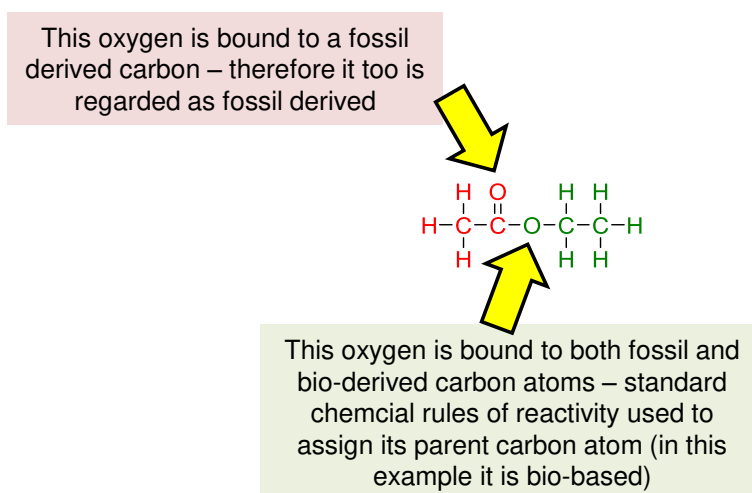 This oxygen is bound to a fossil
derived carbon – therefore it too is
regarded as fossil derived
H O H H
H–C–C–O–C–C–H
H H H
This oxygen is bound to both fossil and
bio-derived carbon atoms – standard
chemcial rules of reactivity used to
assign its parent carbon atom (in this
example it is bio-based)